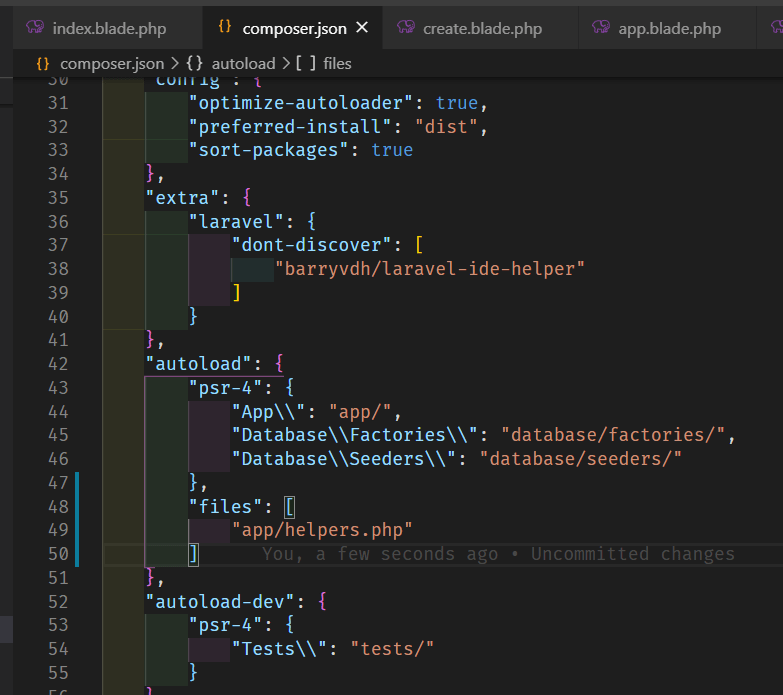 index.blade.php
{} composer.json ×
create.blade.php
app.blade.php
{} composer.json > {} autoload > [ ] files
30 "config": {
31 "optimize-autoloader": true,
32 "preferred-install": "dist",
33 "sort-packages": true
34 },
35 "extra": {
36 "laravel": {
37 "dont-discover": [
38 "barryvdh/laravel-ide-helper"
39 ]
40 }
41 },
42 "autoload": {
43 "psr-4": {
44 "App\\": "app/",
45 "Database\\Factories\\": "database/factories/",
46 "Database\\Seeders\\": "database/seeders/"
47 },
48 "files": [
49 "app/helpers.php"
50 ] You, a few seconds ago • Uncommitted changes
51 },
52 "autoload-dev": {
53 "psr-4": {
54 "Tests\\": "tests/"
55 }
56 }